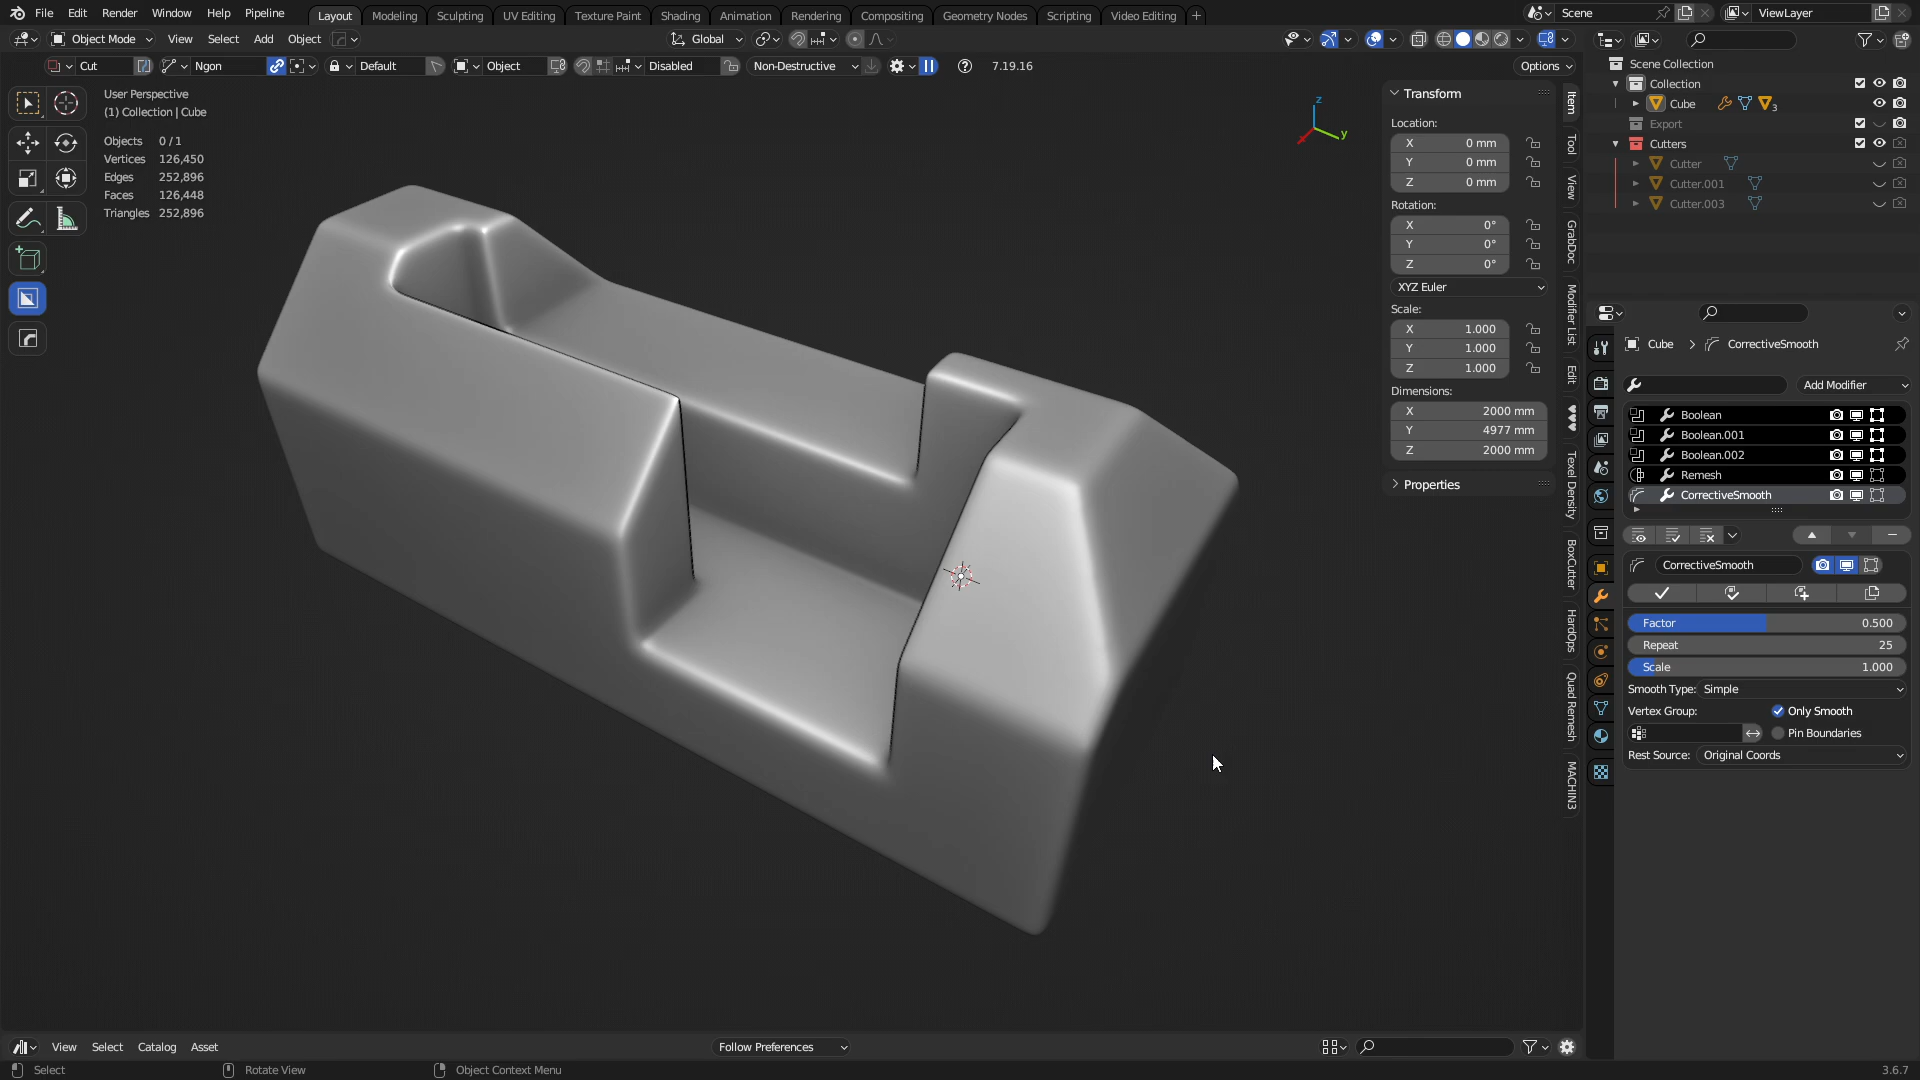 File Edit Render Window Help Pipeline Layout Modeling Sculpting UV Editing Texture Paint Shading Animation Rendering Compositing Geometry Nodes Scripting Video Editing + Scene ViewLayer
Object Mode View Select Add Object Global
Cut Ngon Default Object Disabled Non-Destructive 7.19.16 Options
User Perspective
(1) Collection | Cube
Objects 0 / 1
Vertices 126,450
Edges 252,896
Faces 126,448
Triangles 252,896
z
y
Transform
Location:
X 0 mm
Y 0 mm
Z 0 mm
Rotation:
X 0°
Y 0°
Z 0°
XYZ Euler
Scale:
X 1.000
Y 1.000
Z 1.000
Dimensions:
X 2000 mm
Y 4977 mm
Z 2000 mm
Properties
Item
Tool
View
GrabDoc
Modifier List
Edit
♥♥♥
Texel Density
BoxCutter
HardOps
Quad Remesh
MACHIN3
Scene Collection
Collection
Cube 3
Export
Cutters
Cutter
Cutter.001
Cutter.003
Cube > CorrectiveSmooth
Add Modifier
Boolean
Boolean.001
Boolean.002
Remesh
CorrectiveSmooth
CorrectiveSmooth
Factor 0.500
Repeat 25
Scale 1.000
Smooth Type: Simple
Vertex Group: Only Smooth
Pin Boundaries
Rest Source: Original Coords
View Select Catalog Asset Follow Preferences
Select Rotate View Object Context Menu 3.6.7